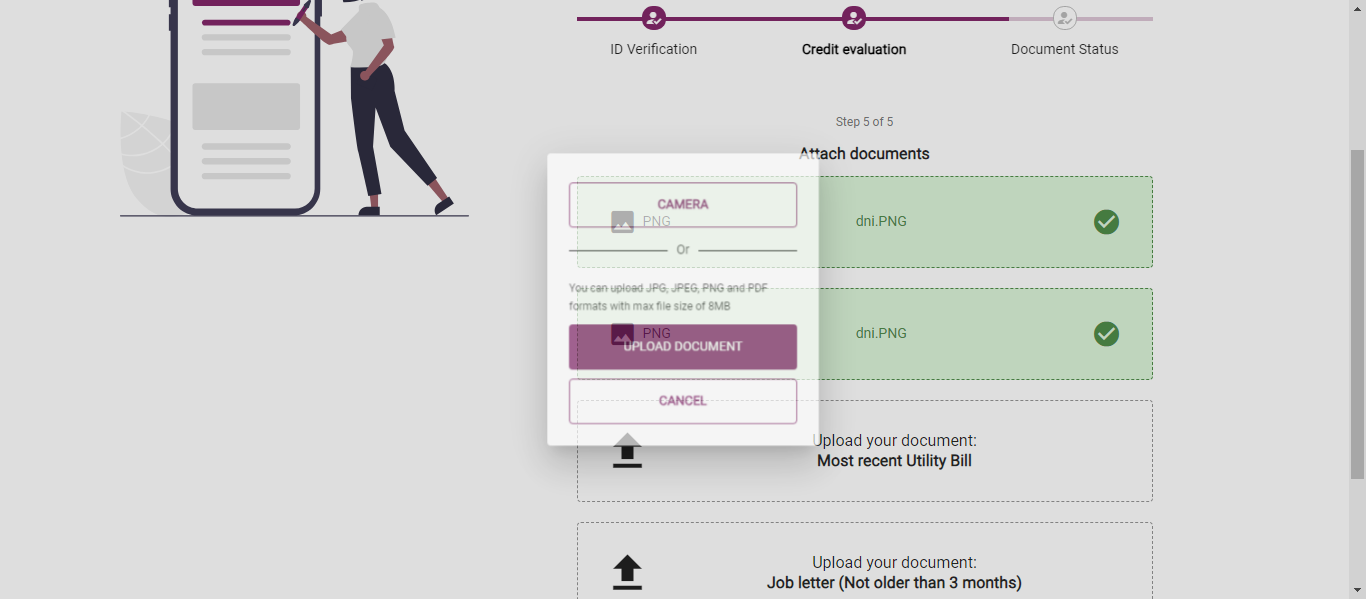 ID Verification
Credit evaluation
Document Status
Step 5 of 5
Attach documents
CAMERA
PNG
dni.PNG
Or
You can upload JPG, JPEG, PNG and PDF
formats with max file size of 8MB
PNG
dni.PNG
UPLOAD DOCUMENT
CANCEL
Upload your document:
Most recent Utility Bill
Upload your document:
Job letter (Not older than 3 months)